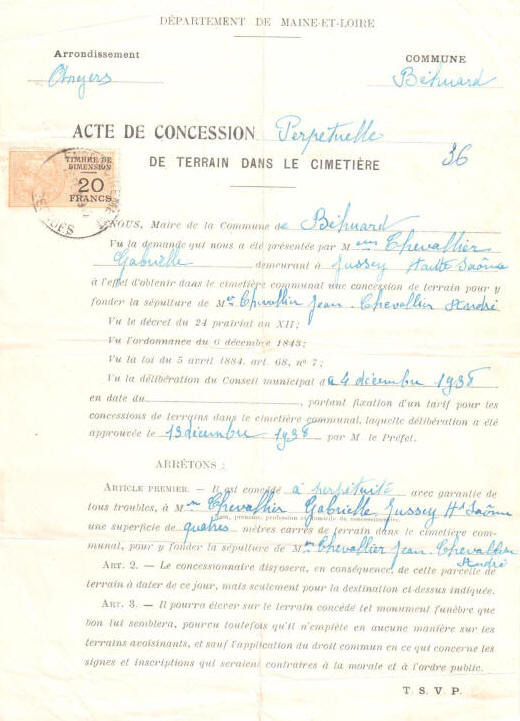 DÉPARTEMENT DE MAINE-ET-LOIRE
Arrondissement
COMMUNE
Angers
Béhuard
ACTE DE CONCESSION Perpetuelle
DE TERRAIN DANS LE CIMETIÈRE 36
TIMBRE DE
DIMENSION
20
FRANCS
NOUS, Maire de la Commune de Béhuard
Vu la demande qui nous a été présentée par M Chevallier
Gabrielle demeurant à Jussey Haute Saône
à l'effet d'obtenir dans le cimetière communal une concession de terrain pour y
fonder la sépulture de M Chevallier Jean. Chevallier André
Vu le décret du 24 prairial an XII;
Vu l'ordonnance du 6 décembre 1843;
Vu la loi du 5 avril 1884. art. 68, n° 7;
Vu la délibération du Conseil municipal d 4 décembre 1938
en date du , portant fixation d'un tarif pour les
concessions de terrains dans le cimetière communal, laquelle délibération a été
approuvée le 13 décembre 1938 par M le Préfet.
ARRÊTONS :
ARTICLE PREMIER. — Il est concédé à perpétuité avec garantie de
tous troubles, à M Chevallier Gabrielle Jussey Hte Saône
une superficie de quatres mètres carrés de terrain dans le cimetière com-
munal, pour y fonder la sépulture de M Chevallier Jean. Chevallier
André
ART. 2. — Le concessionnaire disposera, en conséquence, de cette parcelle de
terrain à dater de ce jour, mais seulement pour la destination ci-dessus indiquée.
ART. 3. — Il pourra élever sur le terrain concédé tel monument funèbre que
bon lui semblera, pourvu toutefois qu'il n'empiète en aucune manière sur les
terrains avoisinants, et sauf l'application du droit commun en ce qui concerne les
signes et inscriptions qui seraient contraires à la morale et à l'ordre public.
T. S. V. P.